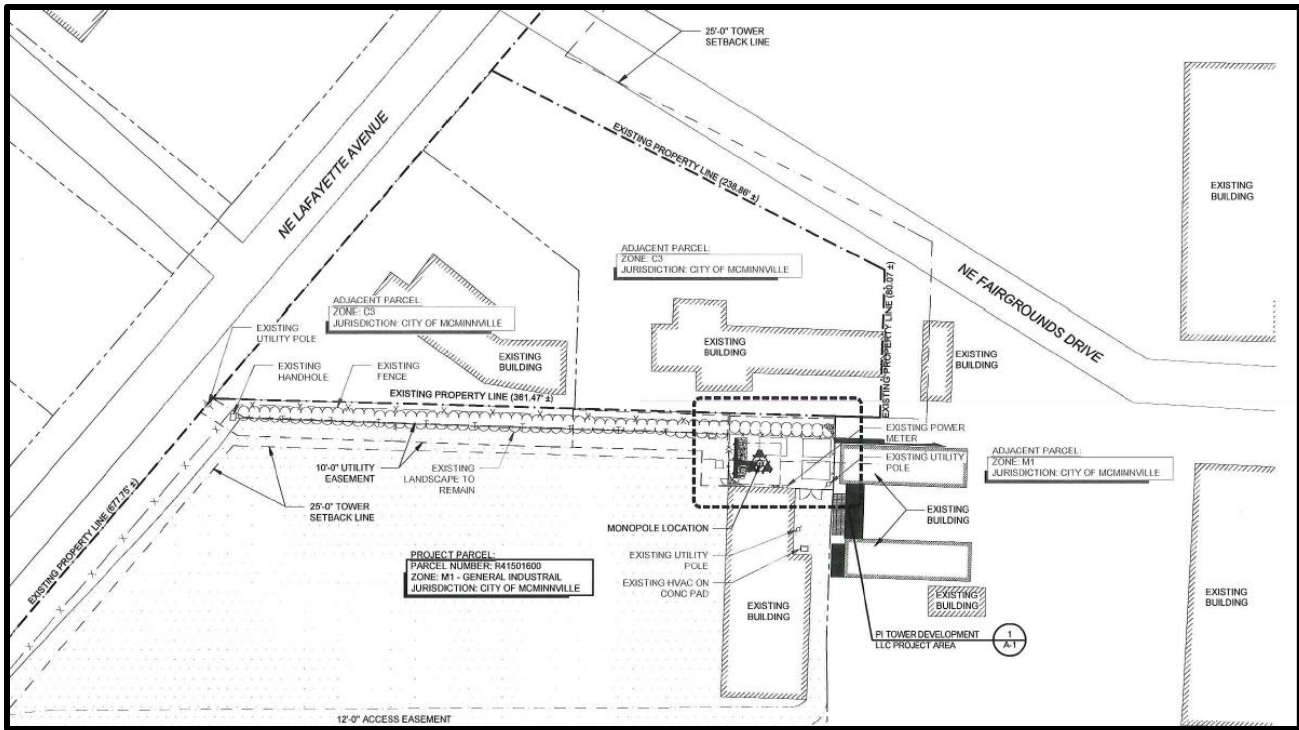 25'-0" TOWER
SETBACK LINE
NE LAFAYETTE AVENUE
EXISTING PROPERTY LINE (238.86' ±)
EXISTING
BUILDING
ADJACENT PARCEL:
ZONE: C3
JURISDICTION: CITY OF MCMINNVILLE
NE FAIRGROUNDS DRIVE
EXISTING PROPERTY LINE (80.07 ±)
ADJACENT PARCEL:
ZONE: C3
JURISDICTION: CITY OF MCMINNVILLE
EXISTING
UTILITY POLE
EXISTING
HANDHOLE
EXISTING
FENCE
EXISTING
BUILDING
EXISTING
BUILDING
EXISTING
BUILDING
EXISTING PROPERTY LINE (361.47' ±)
EXISTING POWER
METER
EXISTING UTILITY
POLE
ADJACENT PARCEL:
ZONE: M1
JURISDICTION: CITY OF MCMINNVILLE
10'-0" UTILITY
EASEMENT
EXISTING
LANDSCAPE TO
REMAIN
25'-0" TOWER
SETBACK LINE
EXISTING PROPERTY LINE (677.75' ±)
MONOPOLE LOCATION
EXISTING
BUILDING
EXISTING UTILITY
POLE
EXISTING HVAC ON
CONC PAD
PROJECT PARCEL:
PARCEL NUMBER: R41501600
ZONE: M1 - GENERAL INDUSTRAIL
JURISDICTION: CITY OF MCMINNVILLE
EXISTING
BUILDING
EXISTING
BUILDING
EXISTING
BUILDING
PI TOWER DEVELOPMENT
LLC PROJECT AREA
1
A-1
12'-0" ACCESS EASEMENT